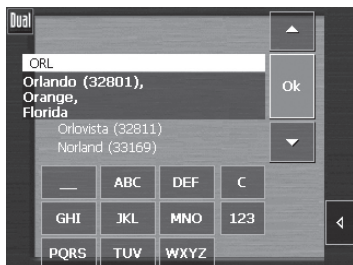 Dual
ORL
Orlando (32801),
Orange,
Florida
Ok
Orlovista (32811)
Norland (33169)
__ ABC DEF C
GHI JKL MNO 123
PQRS TUV WXYZ